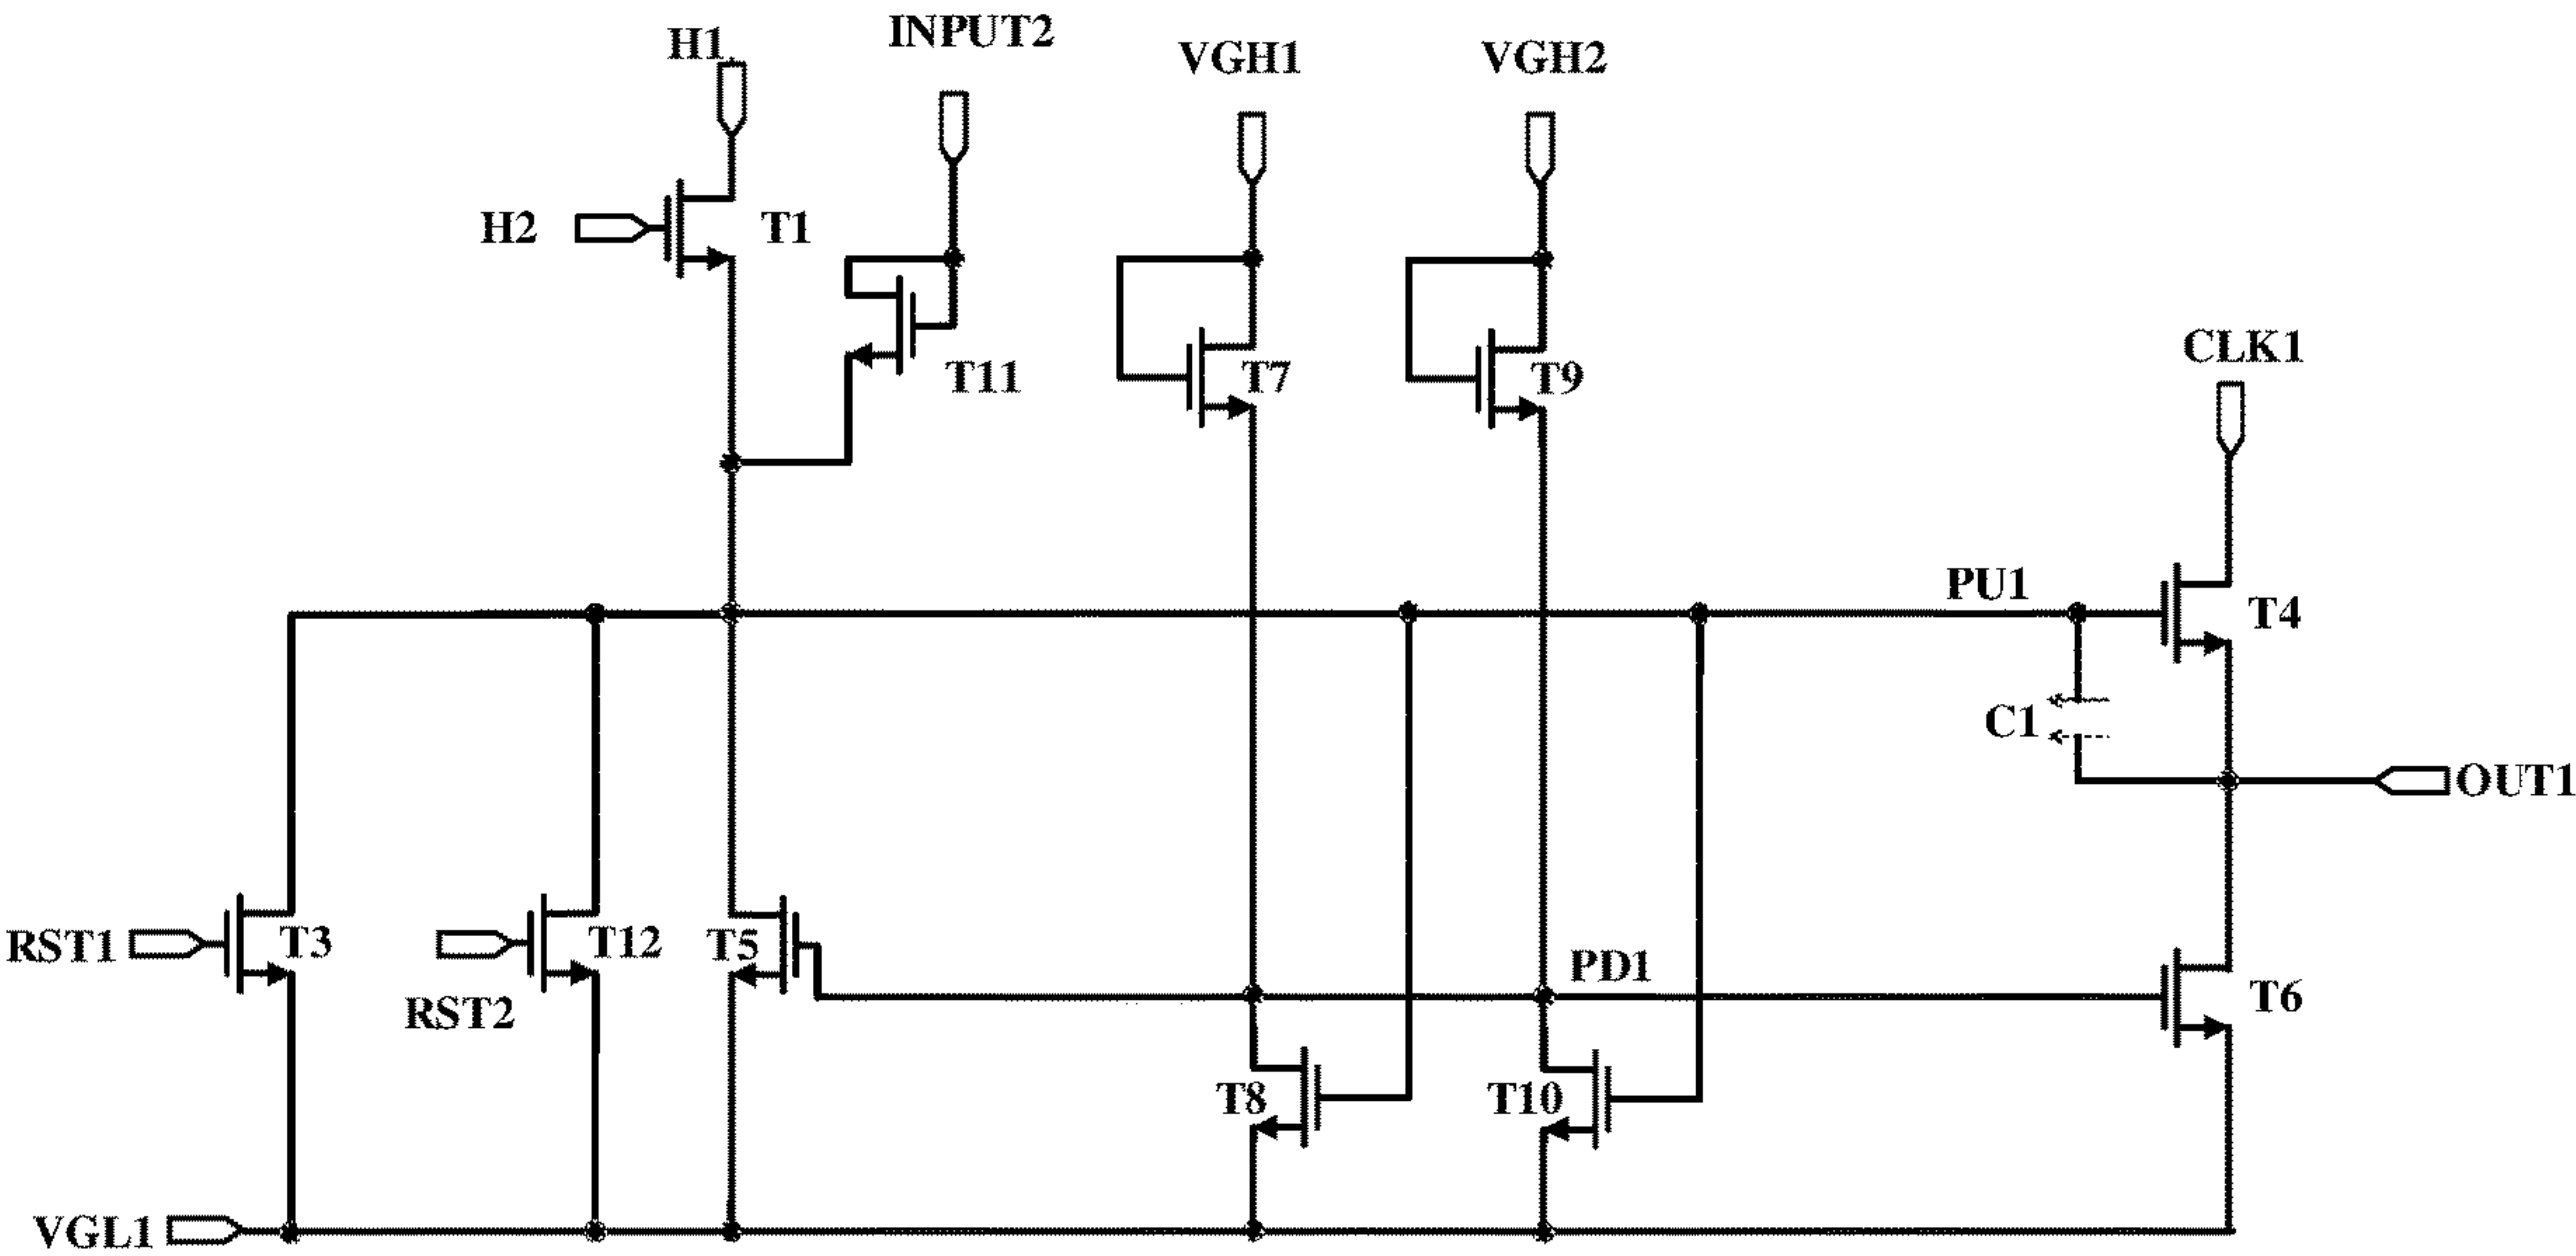 H1
INPUT2
VGH1
VGH2
H2
T1
T11
T7
T9
CLK1
PU1
T4
C1
OUT1
RST1
T3
T12
T5
RST2
PD1
T6
T8
T10
VGL1